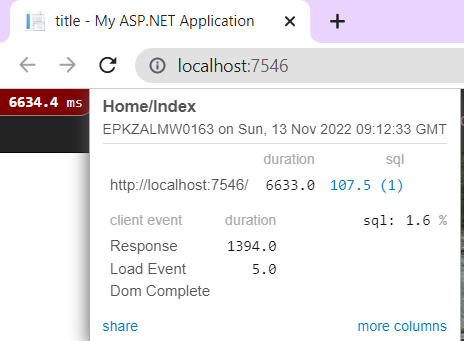 title - My ASP.NET Application
localhost:7546
6634.4 ms
Home/Index
EPKZALMW0163 on Sun, 13 Nov 2022 09:12:33 GMT
duration sql
http://localhost:7546/ 6633.0 107.5 (1)
client event duration sql: 1.6 %
Response 1394.0
Load Event 5.0
Dom Complete
share more columns